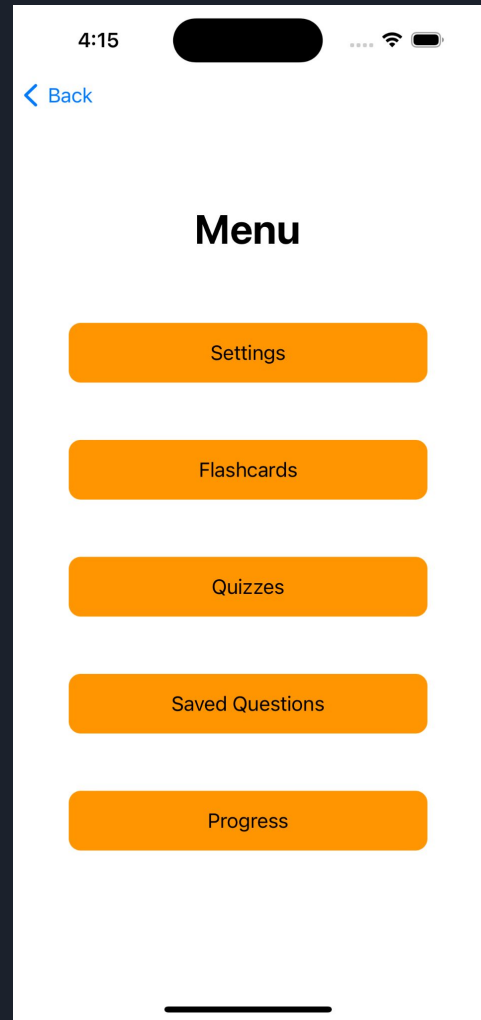 4:15
Back
Menu
Settings
Flashcards
Quizzes
Saved Questions
Progress